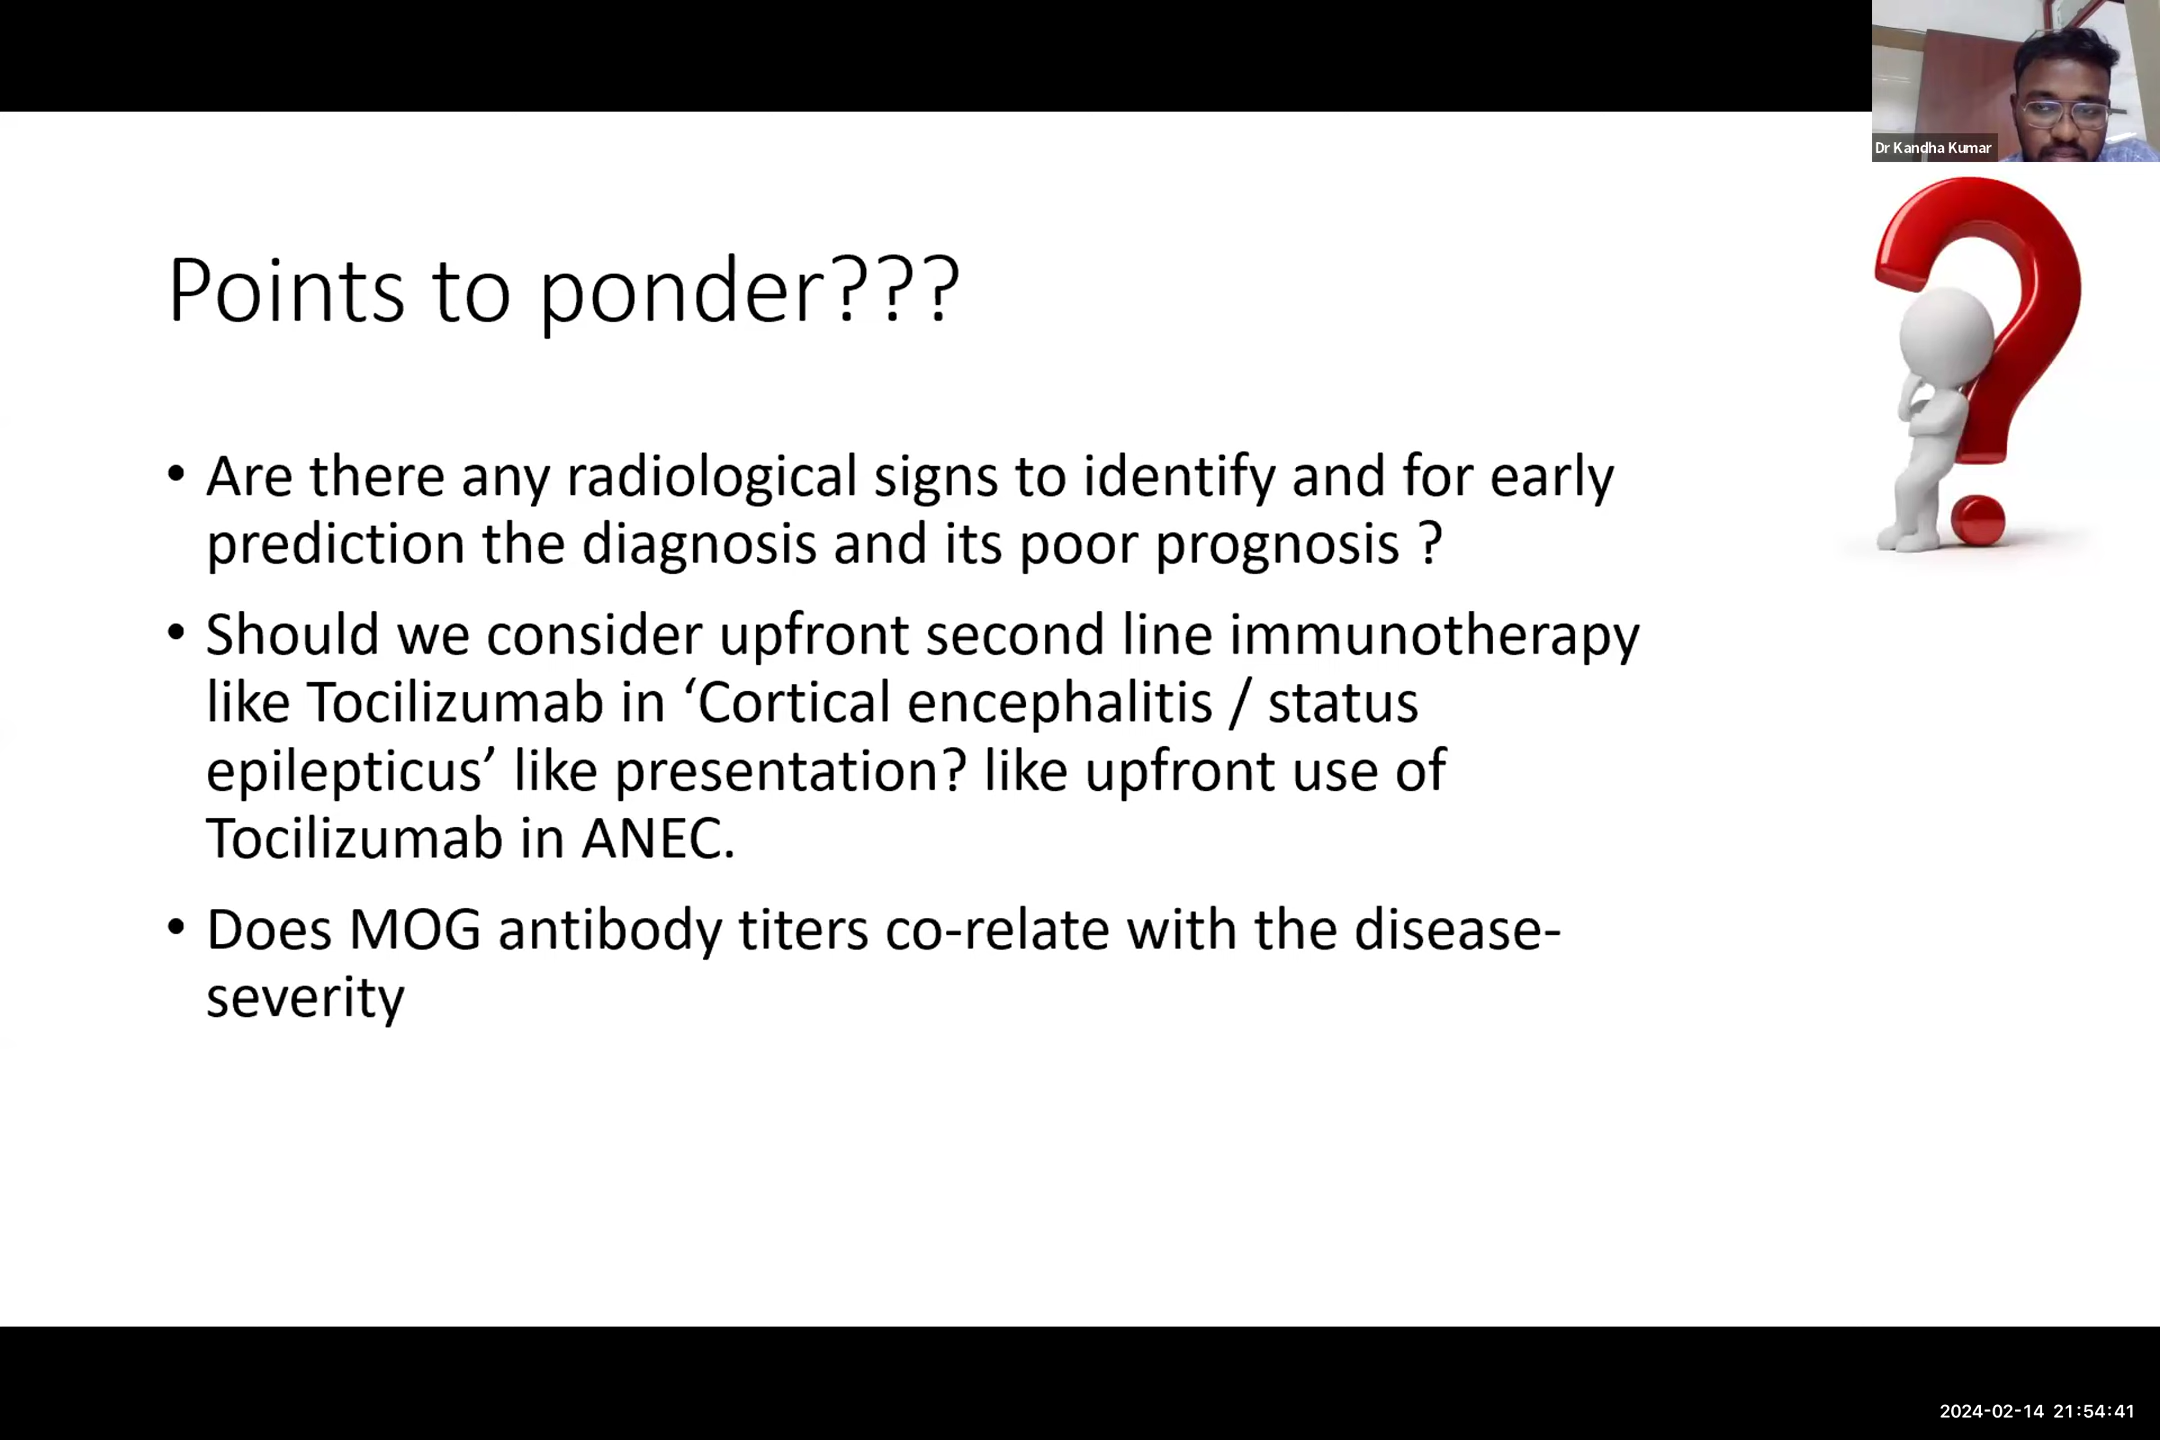 Dr Kandha Kumar
Points to ponder???
• Are there any radiological signs to identify and for early
prediction the diagnosis and its poor prognosis ?
• Should we consider upfront second line immunotherapy
like Tocilizumab in ‘Cortical encephalitis / status
epilepticus’ like presentation? like upfront use of
Tocilizumab in ANEC.
• Does MOG antibody titers co-relate with the disease-
severity
2024-02-14 21:54:41